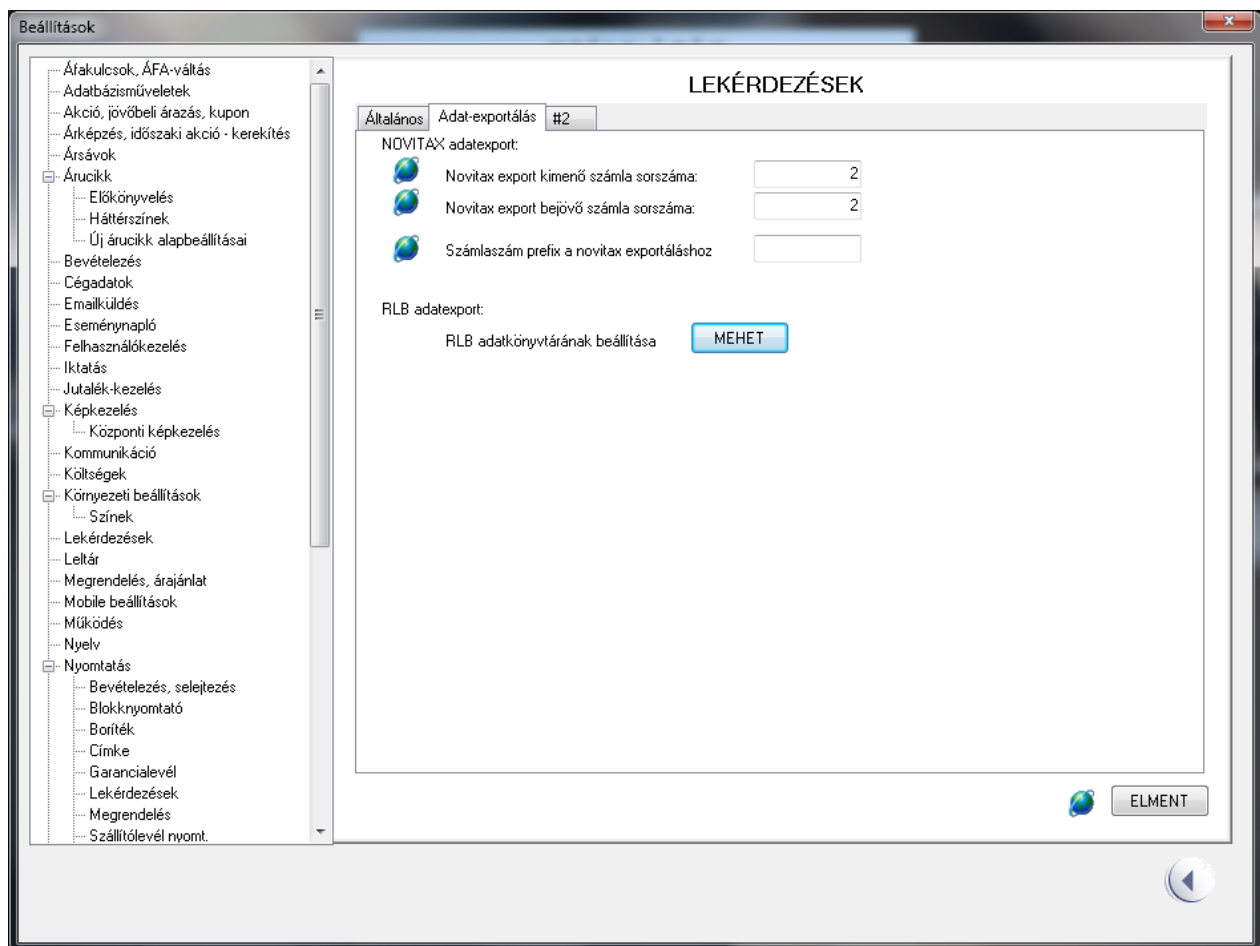 Beállítások
Áfakulcsok, ÁFA-váltás
Adatbázisműveletek
Akció, jövőbeli árazás, kupon
Árképzés, időszaki akció - kerekítés
Ársávok
Árucikk
Előkönyvelés
Háttérszínek
Új árucikk alapbeállításai
Bevételezés
Cégadatok
Emailküldés
Eseménynapló
Felhasználókezelés
Iktatás
Jutalék-kezelés
Képkezelés
Központi képkezelés
Kommunikáció
Költségek
Környezeti beállítások
Színek
Lekérdezések
Leltár
Megrendelés, árajánlat
Mobile beállítások
Működés
Nyelv
Nyomtatás
Bevételezés, selejtezés
Blokknyomtató
Boríték
Címke
Garancialevél
Lekérdezések
Megrendelés
Szállítólevél nyomt.
LEKÉRDEZÉSEK
Általános Adat-exportálás #2
NOVITAX adatexport:
Novitax export kimenő számla sorszáma: 2
Novitax export bejövő számla sorszáma: 2
Számlaszám prefix a novitax exportáláshoz
RLB adatexport:
RLB adatkönyvtárának beállítása MEHET
ELMENT